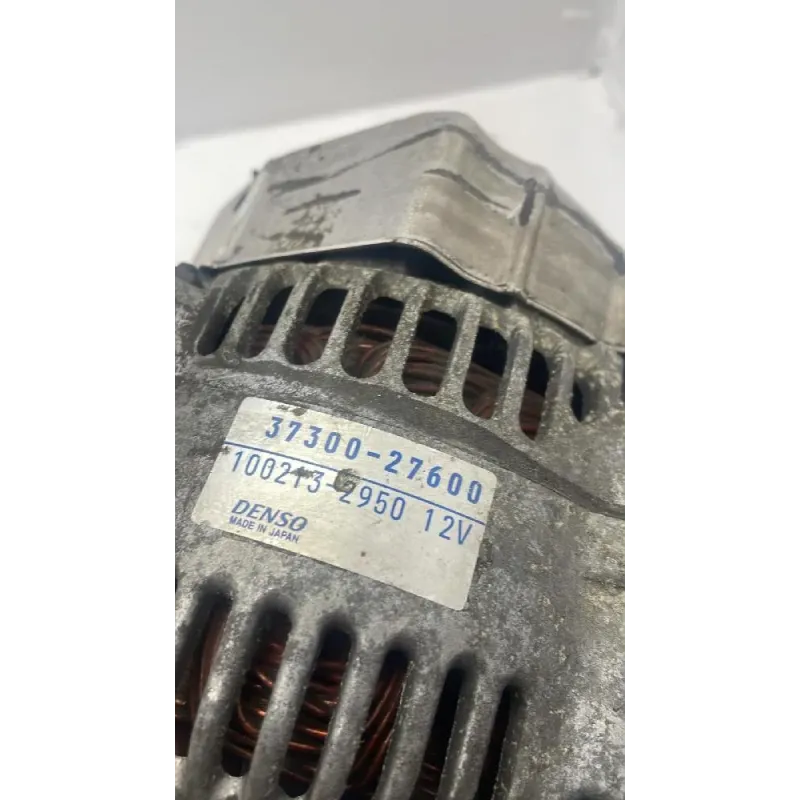 37300-27600
100213-2950 12V
DENSO
MADE IN JAPAN